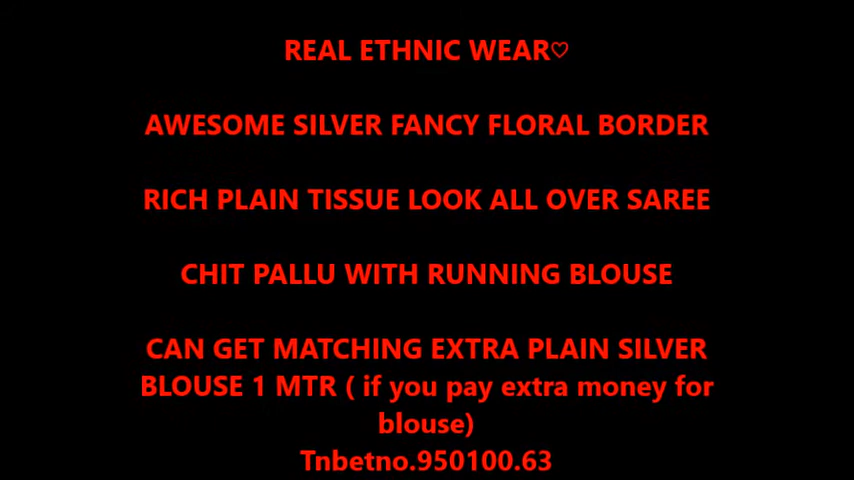 REAL ETHNIC WEAR♡
AWESOME SILVER FANCY FLORAL BORDER
RICH PLAIN TISSUE LOOK ALL OVER SAREE
CHIT PALLU WITH RUNNING BLOUSE
CAN GET MATCHING EXTRA PLAIN SILVER
BLOUSE 1 MTR ( if you pay extra money for
blouse)
Tnbetno.950100.63